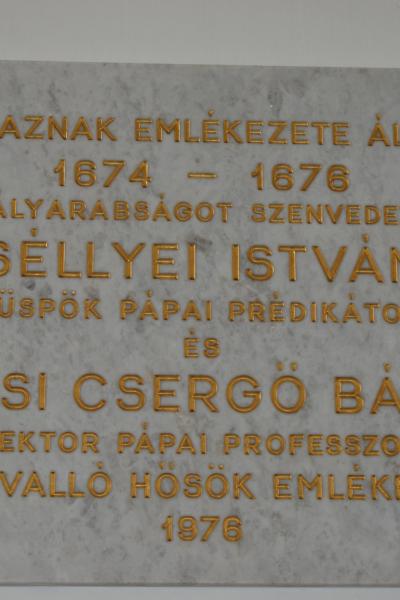 AZNAK EMLÉKEZETE ÁL
1674 — 1676
ÁLYARABSÁGOT SZENVEDE
SÉLLYEI ISTVÁN
ÜSPÖK PÁPAI PRÉDIKÁTO
ÉS
SI CSERGŐ BÁ
EKTOR PÁPAI PROFESSZO
VALLÓ HŐSÖK EMLÉKE
1976